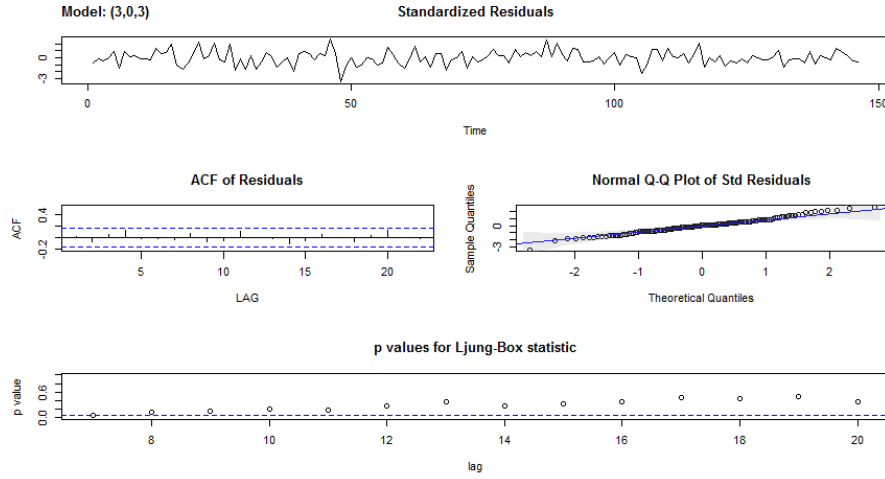 Model: (3,0,3)
Standardized Residuals
0
-3
0
50
100
150
Time
ACF of Residuals
ACF
0.4
-0.2
5
10
15
20
LAG
Normal Q-Q Plot of Std Residuals
Sample Quantiles
0
-3
-2
-1
0
1
2
Theoretical Quantiles
p values for Ljung-Box statistic
p value
0.6
0.0
8
10
12
14
16
18
20
lag